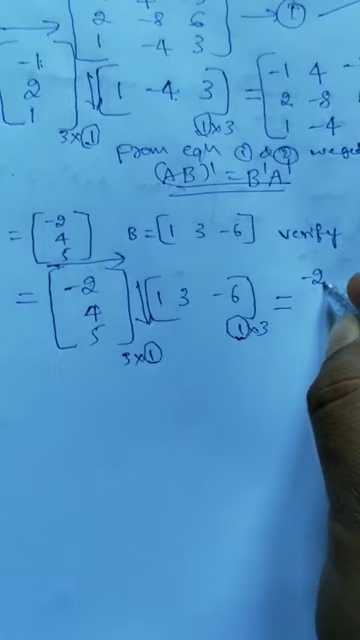 2 -8 6
1 -4 3 → ①
-1
2
1
3×① [1 -4 3] ①×3 =
-1 4 -
2 -8
1 -4
From eqn ① & ② we get
(AB)' = B'A'
= [-2 4 5] B = [1 3 -6] verify
= [-2 4 5] 3×① [1 3 -6] ①×3 = -2